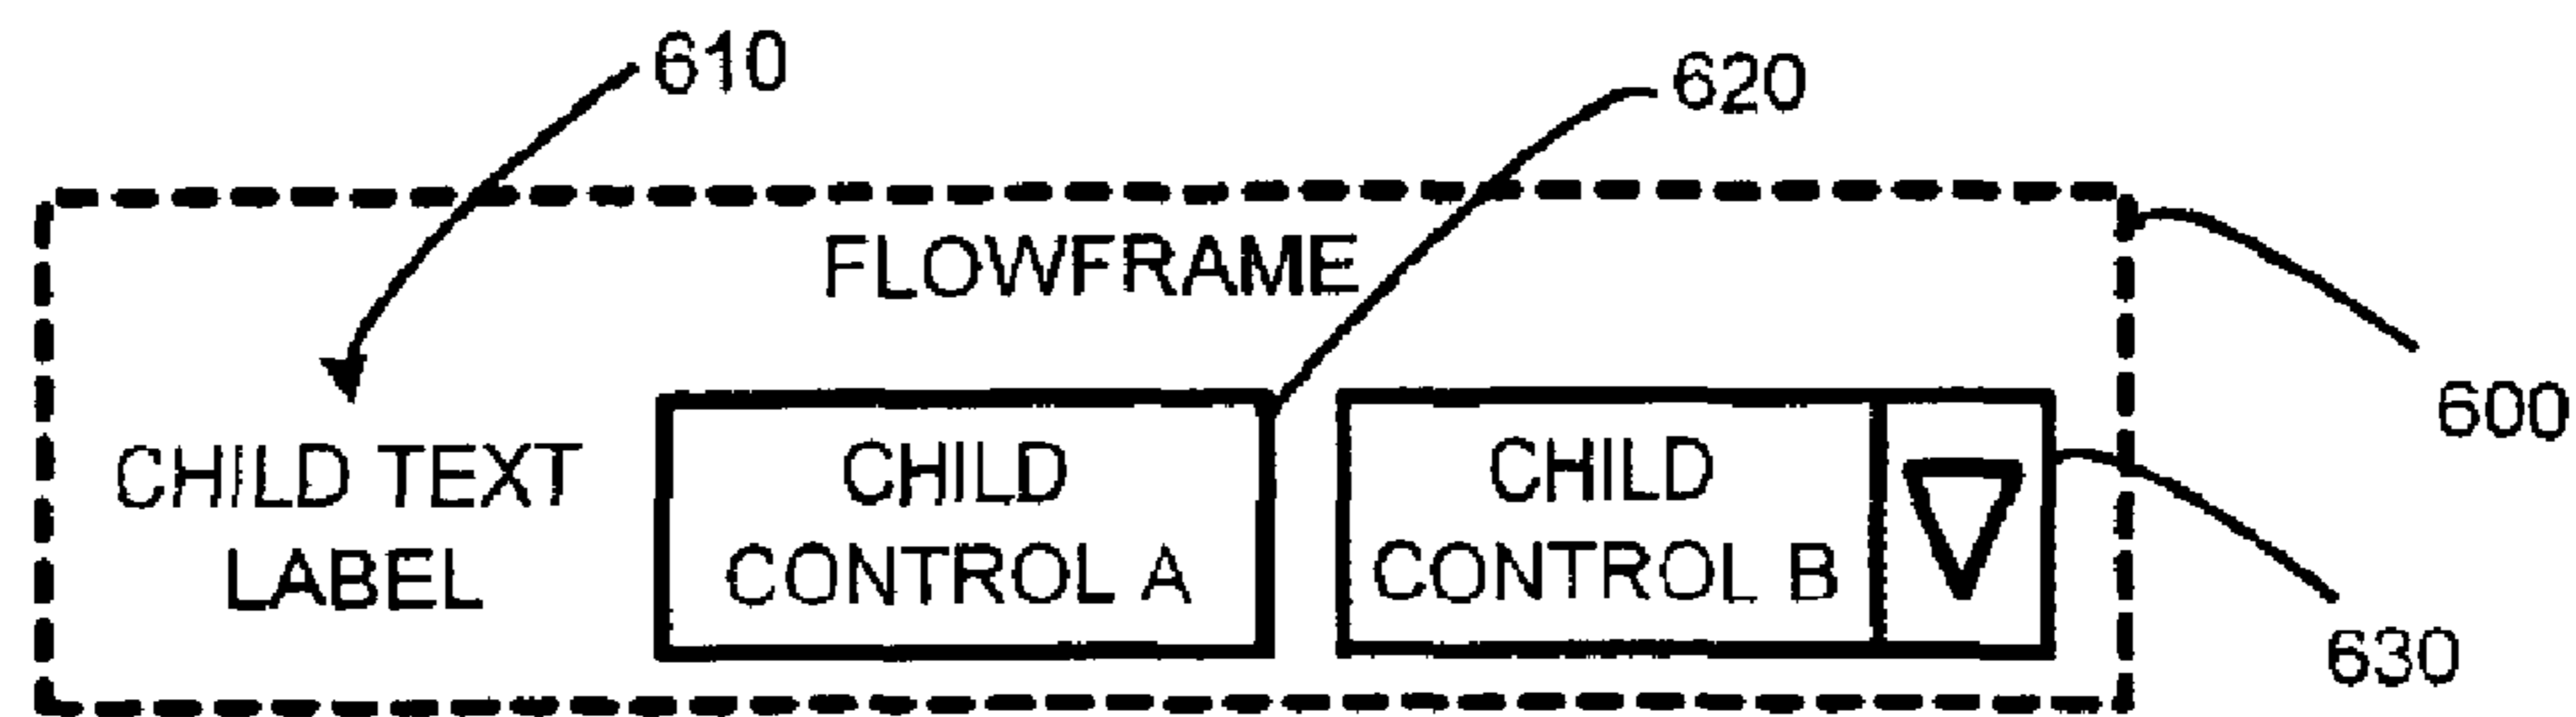 610
620
FLOWFRAME
600
CHILD TEXT
LABEL
CHILD
CONTROL A
CHILD
CONTROL B
630